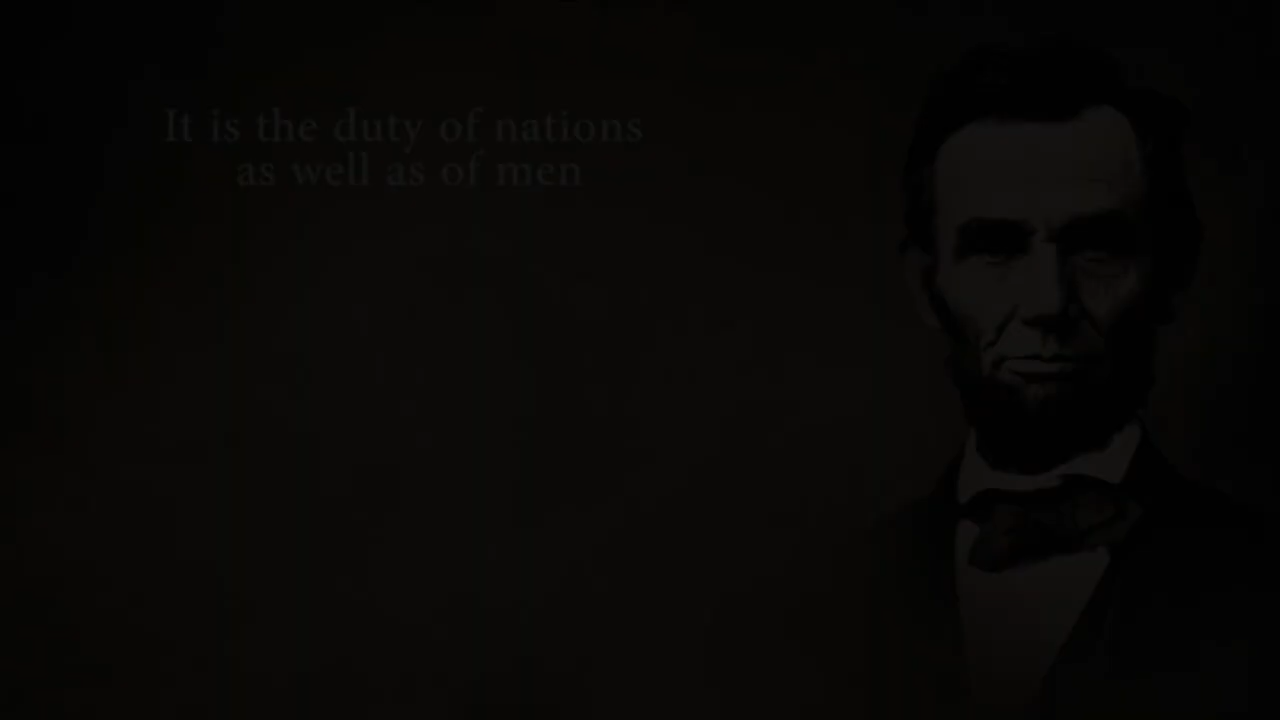 It is the duty of nations
as well as of men